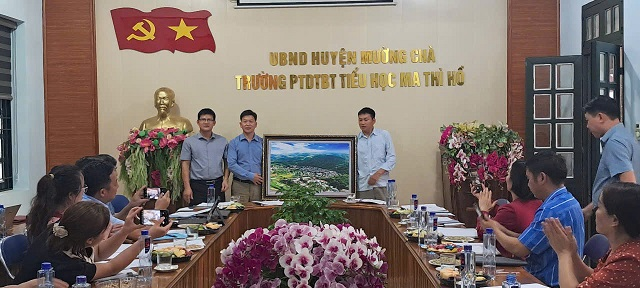 UBND HUYỆN MƯỜNG CHÀ
TRƯỜNG PTDTBT TIỂU HỌC MA THÌ HỒ